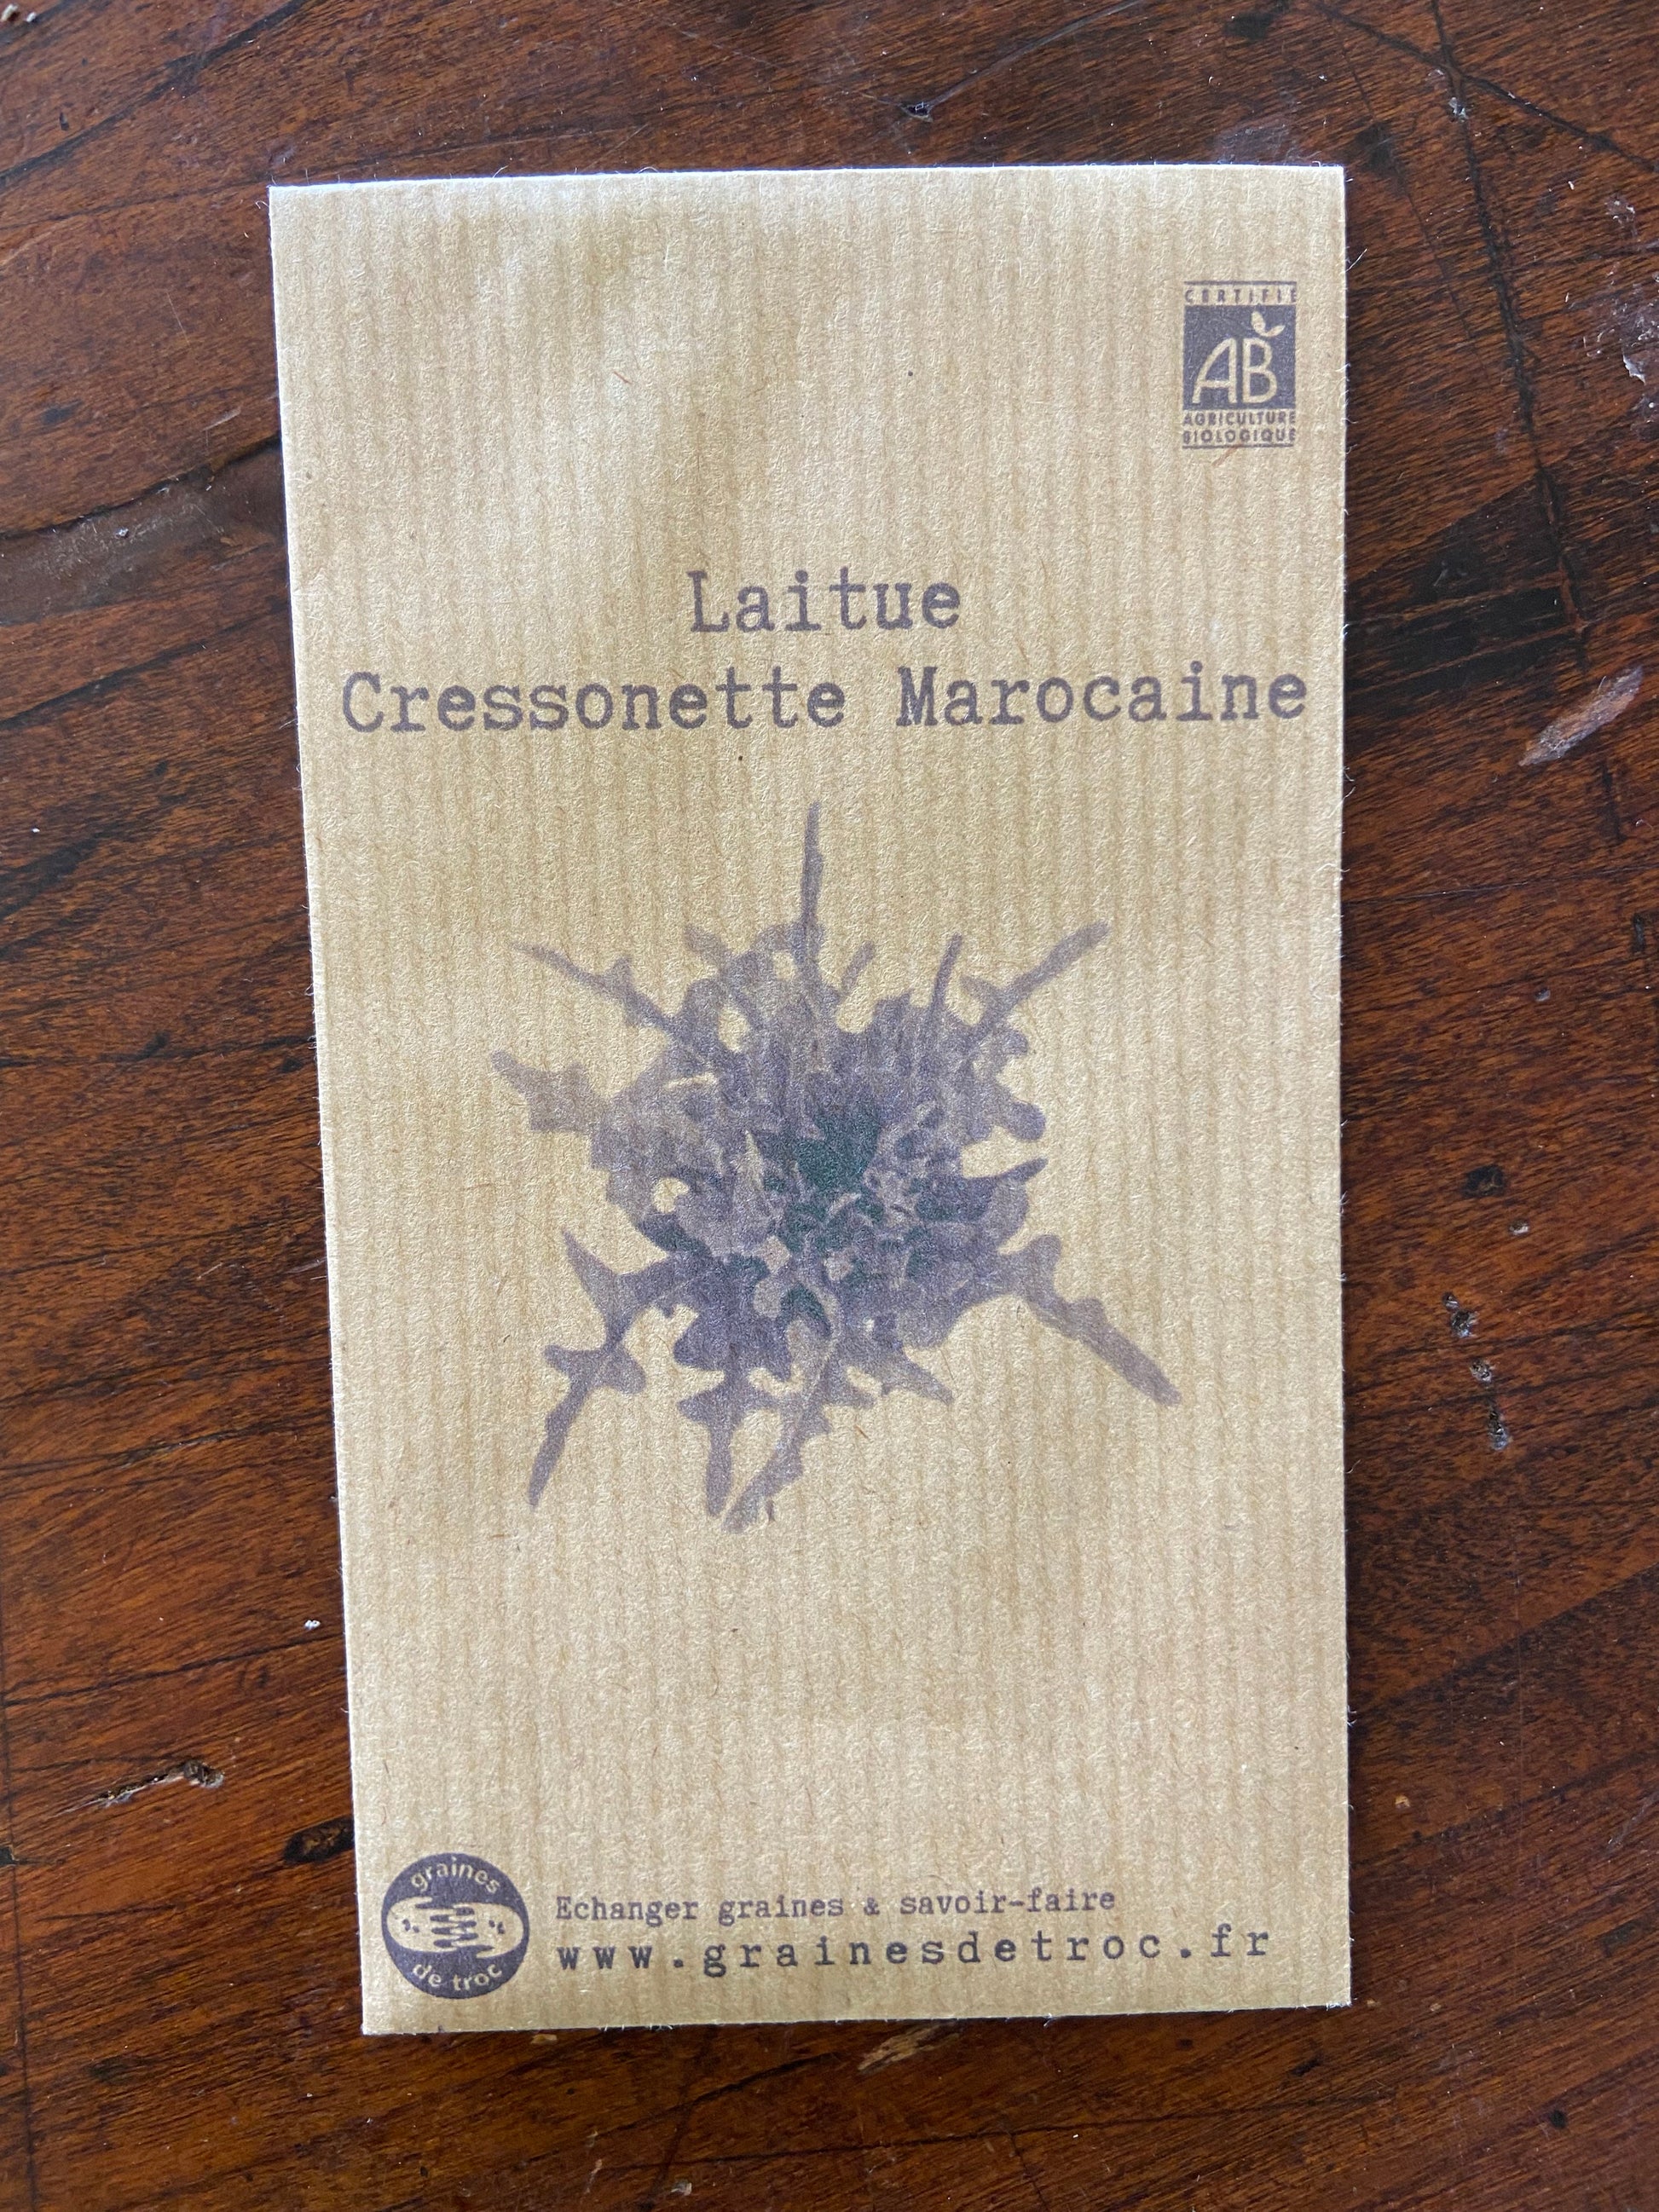 CERTIFIÉ
AB
AGRICULTURE
BIOLOGIQUE
Laitue
Cressonette Marocaine
graines
de troc
Echanger graines & savoir-faire
www.grainesdetroc.fr